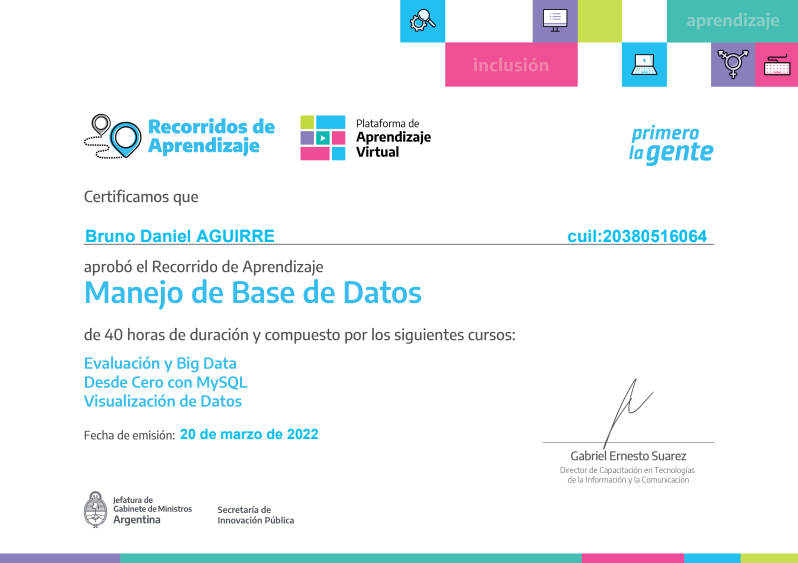 aprendizaje
inclusión
Recorridos de
Aprendizaje
Plataforma de
Aprendizaje
Virtual
primero
la gente
Certificamos que
Bruno Daniel AGUIRRE cuil:20380516064
aprobó el Recorrido de Aprendizaje
Manejo de Base de Datos
de 40 horas de duración y compuesto por los siguientes cursos:
Evaluación y Big Data
Desde Cero con MySQL
Visualización de Datos
Fecha de emisión: 20 de marzo de 2022
Gabriel Ernesto Suarez
Director de Capacitación en Tecnologías
de la Información y la Comunicación
Jefatura de
Gabinete de Ministros
Argentina
Secretaría de
Innovación Pública